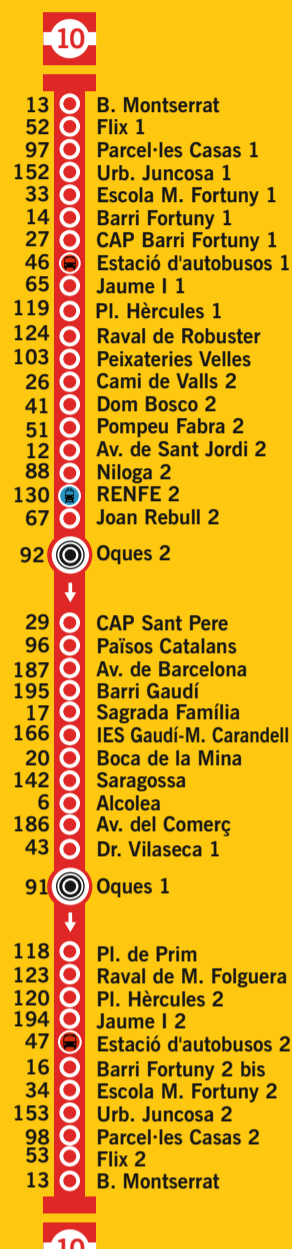 10
13 B. Montserrat
52 Flix 1
97 Parcel·les Casas 1
152 Urb. Juncosa 1
33 Escola M. Fortuny 1
14 Barri Fortuny 1
27 CAP Barri Fortuny 1
46 Estació d'autobusos 1
65 Jaume I 1
119 Pl. Hèrcules 1
124 Raval de Robuster
103 Peixateries Velles
26 Cami de Valls 2
41 Dom Bosco 2
51 Pompeu Fabra 2
12 Av. de Sant Jordi 2
88 Niloga 2
130 RENFE 2
67 Joan Rebull 2
92 Oques 2
29 CAP Sant Pere
96 Països Catalans
187 Av. de Barcelona
195 Barri Gaudí
17 Sagrada Família
166 IES Gaudí-M. Carandell
20 Boca de la Mina
142 Saragossa
6 Alcolea
186 Av. del Comerç
43 Dr. Vilaseca 1
91 Oques 1
118 Pl. de Prim
123 Raval de M. Folguera
120 Pl. Hèrcules 2
194 Jaume I 2
47 Estació d'autobusos 2
16 Barri Fortuny 2 bis
34 Escola M. Fortuny 2
153 Urb. Juncosa 2
98 Parcel·les Casas 2
53 Flix 2
13 B. Montserrat
10